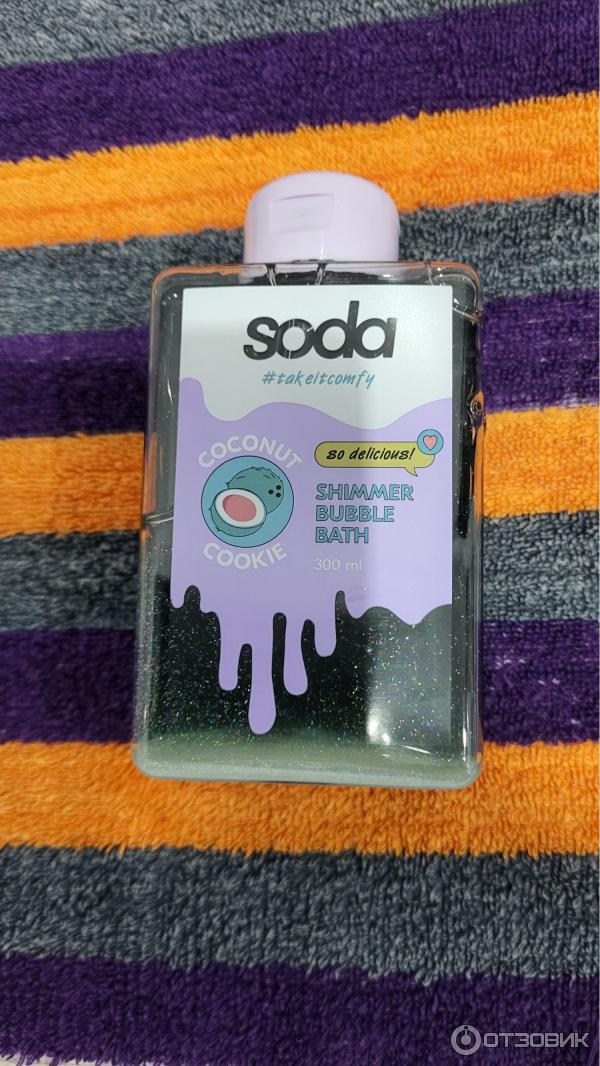 soda
#takeitcomfy
COCONUT
COOKIE
so delicious!
SHIMMER
BUBBLE
BATH
300 ml
ОТЗОВИК